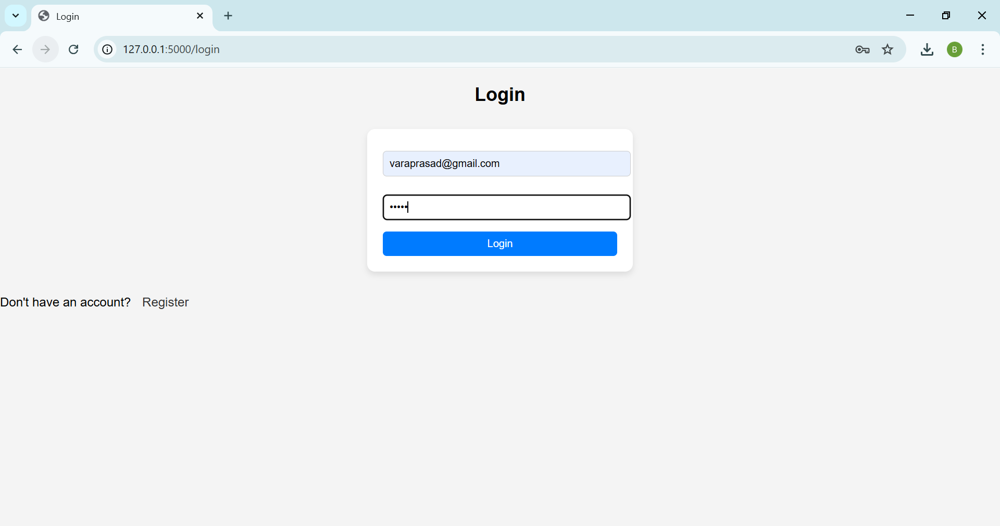 Login
127.0.0.1:5000/login
B
Login
varaprasad@gmail.com
•••••
Login
Don't have an account? Register